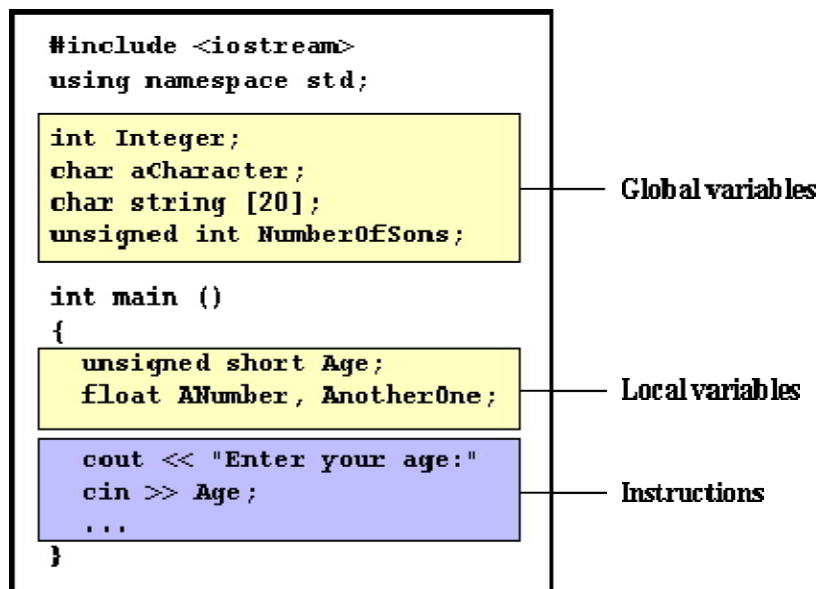 #include <iostream>
using namespace std;
int Integer;
char aCharacter;
char string [20];
unsigned int NumberOfSons;
Global variables
int main ()
{
unsigned short Age;
float ANumber, AnotherOne;
Local variables
cout << "Enter your age:"
cin >> Age;
...
Instructions
}